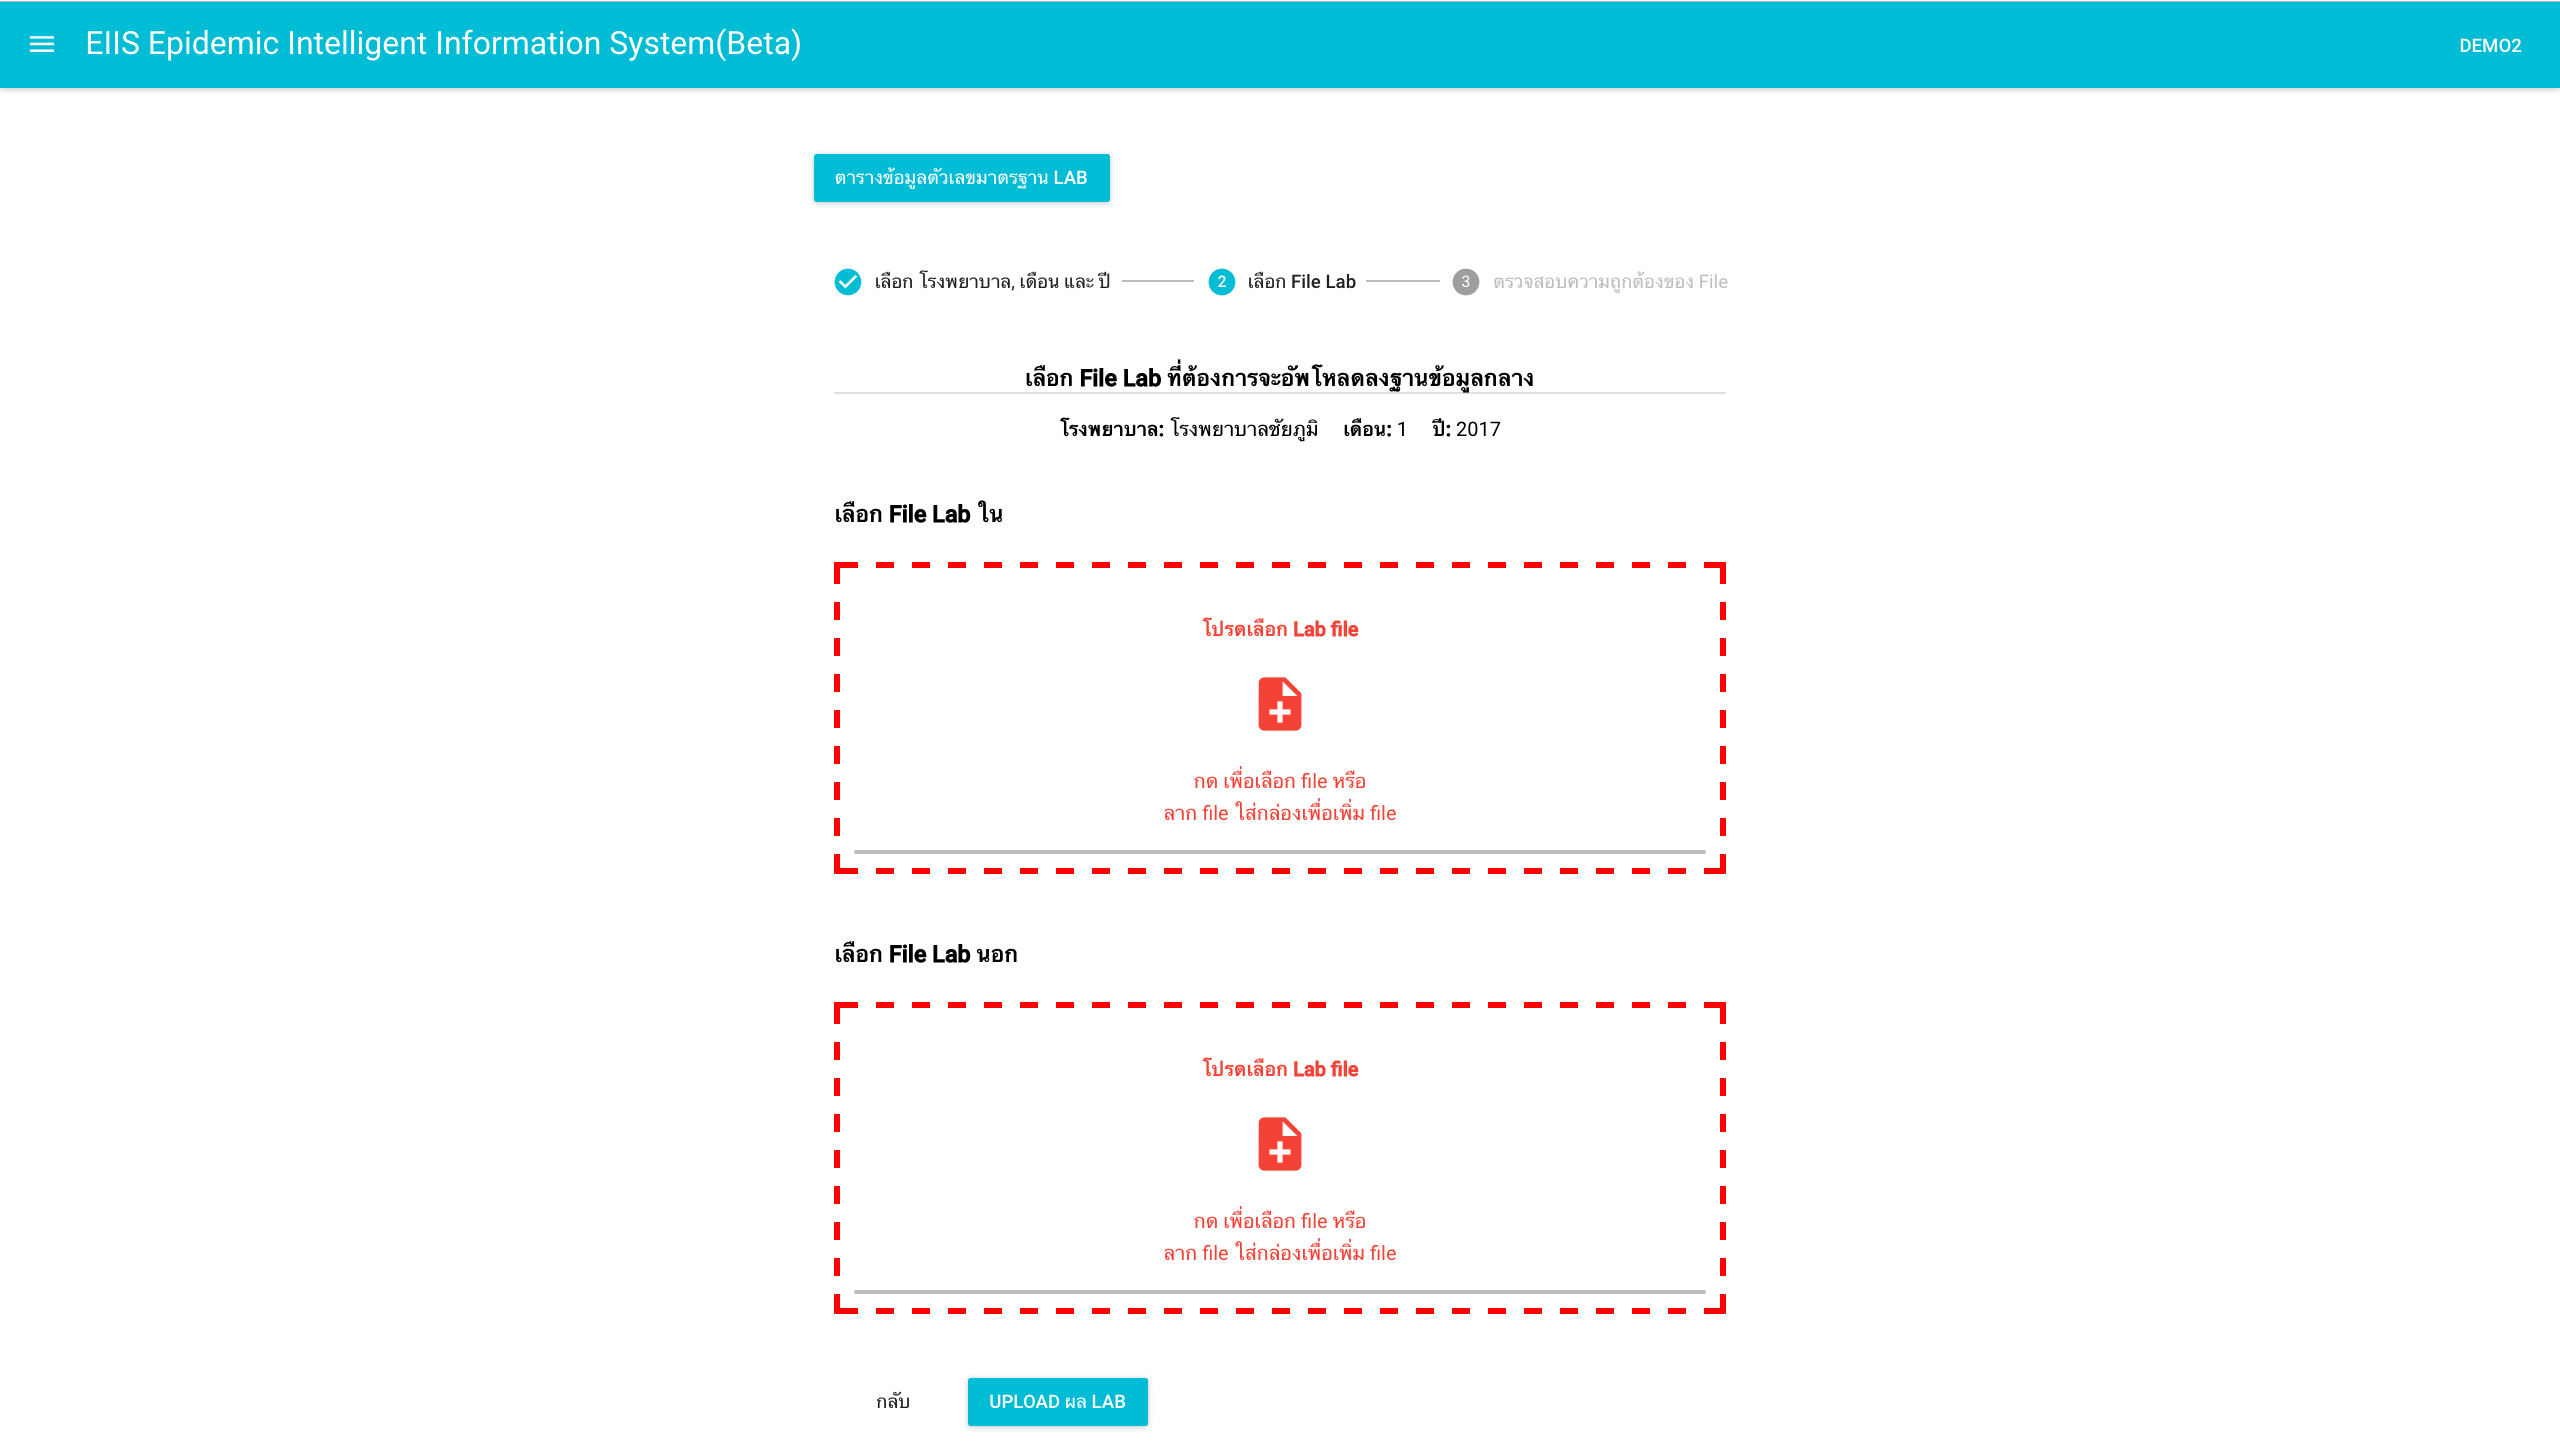 EIIS Epidemic Intelligent Information System(Beta)
DEMO2
ตารางข้อมูลตัวเลขมาตรฐาน LAB
เลือก โรงพยาบาล, เดือน และ ปี
2 เลือก File Lab
3 ตรวจสอบความถูกต้องของ File
เลือก File Lab ที่ต้องการจะอัพโหลดลงฐานข้อมูลกลาง
โรงพยาบาล: โรงพยาบาลชัยภูมิ เดือน: 1 ปี: 2017
เลือก File Lab ใน
โปรดเลือก Lab file
กด เพื่อเลือก file หรือ
ลาก file ใส่กล่องเพื่อเพิ่ม file
เลือก File Lab นอก
โปรดเลือก Lab file
กด เพื่อเลือก file หรือ
ลาก file ใส่กล่องเพื่อเพิ่ม file
กลับ
UPLOAD ผล LAB